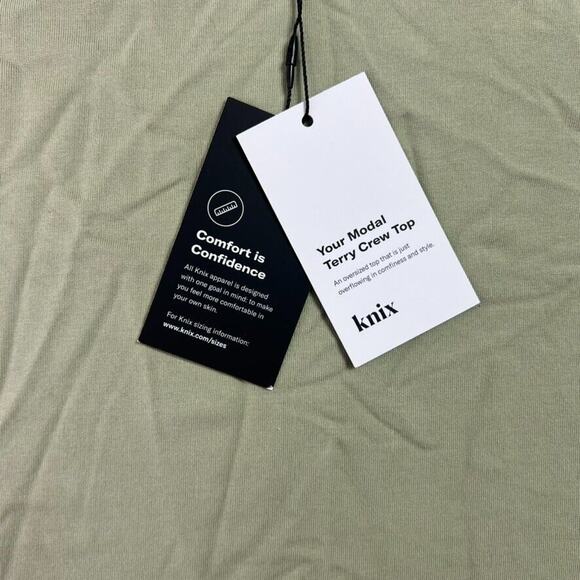 Comfort is
Confidence
All Knix apparel is designed
with one goal in mind: to make
you feel more comfortable in
your own skin.
For Knix sizing information:
www.knix.com/sizes
Your Modal
Terry Crew Top
An oversized top that is just
overflowing in comfiness and style.
knix